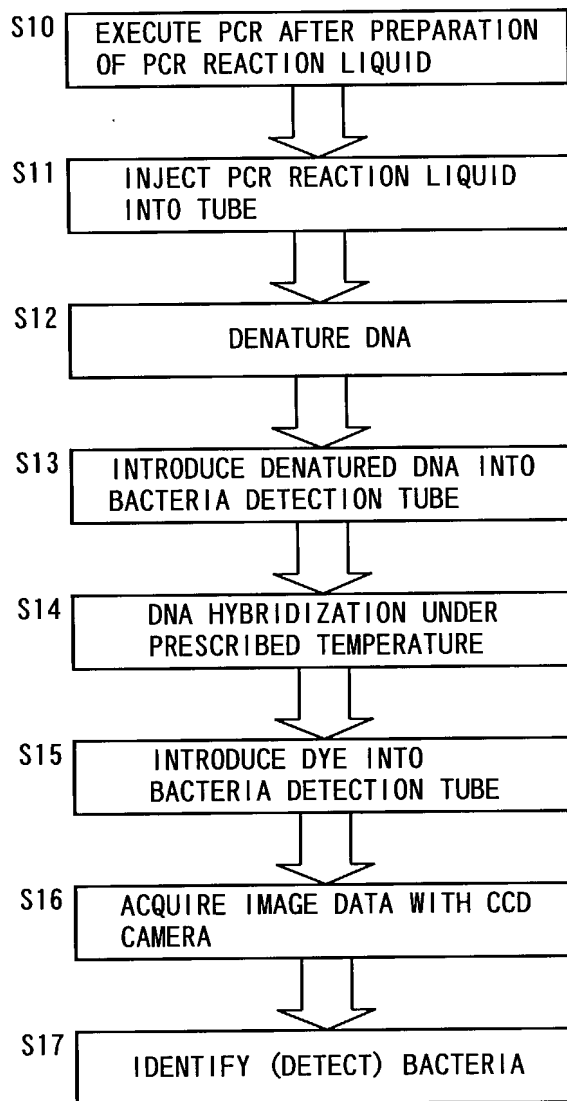 S10
EXECUTE PCR AFTER PREPARATION
OF PCR REACTION LIQUID
S11
INJECT PCR REACTION LIQUID
INTO TUBE
S12
DENATURE DNA
S13
INTRODUCE DENATURED DNA INTO
BACTERIA DETECTION TUBE
S14
DNA HYBRIDIZATION UNDER
PRESCRIBED TEMPERATURE
S15
INTRODUCE DYE INTO
BACTERIA DETECTION TUBE
S16
ACQUIRE IMAGE DATA WITH CCD
CAMERA
S17
IDENTIFY (DETECT) BACTERIA